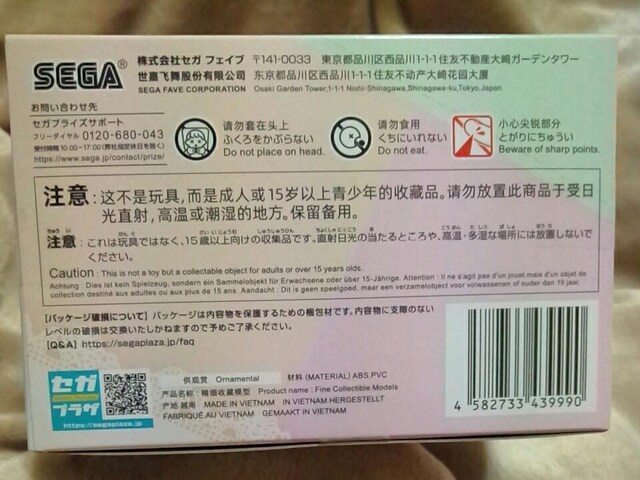 SEGA®
株式会社セガ フェイブ 〒141-0033 東京都品川区西品川1-1-1住友不動産大崎ガーデンタワー
世嘉飞舞股份有限公司 东京都品川区西品川1-1-1住友不动产大崎花园大厦
SEGA FAVE CORPORATION Osaki Garden Tower,1-1-1 Nishi-Shinagawa,Shinagawa-ku,Tokyo,Japan
お問い合わせ先
セガプライズサポート
フリーダイヤル 0120-680-043
受付時間 10:00~17:00(弊社指定休日を除く)
https://www.sega.jp/contact/prize/
请勿套在头上
ふくろをかぶらない
Do not place on head.
请勿食用
くちにいれない
Do not eat.
小心尖锐部分
とがりにちゅうい
Beware of sharp points.
注意:这不是玩具,而是成人或15岁以上青少年的收藏品。请勿放置此商品于受日
光直射,高温或潮湿的地方。保留备用。
注意:これは玩具ではなく、15歳以上向けの収集品です。直射日光の当たるところや、高温・多湿な場所には放置しないで
ください。
Caution : This is not a toy but a collectable object for adults or over 15 years old.
Achtung : Dies ist kein Spielzeug, sondern ein Sammelobjekt für Erwachsene oder über 15-Jährige. Attention : Il ne s'agit pas d'un jouet mais d'un objet de
collection destiné aux adultes ou aux plus de 15 ans. Aandacht : Dit is geen speelgoed, maar een verzamelobject voor volwassenen of ouder dan 15 jaar.
【パッケージ破損について】パッケージは内容物を保護するための梱包材です。内容物に支障のない
レベルの破損は交換いたしかねますので予めご了承ください。
【Q&A】https://segaplaza.jp/faq
セガ
プラザ
https://segaplaza.jp
供观赏 Ornamental 材料 (MATERIAL) ABS,PVC
产品名称 : 精细收藏模型 Product name : Fine Collectible Models
产地 越南 MADE IN VIETNAM IN VIETNAM HERGESTELLT
FABRIQUÉ AU VIETNAM GEMAAKT IN VIETNAM
4 582733 439990